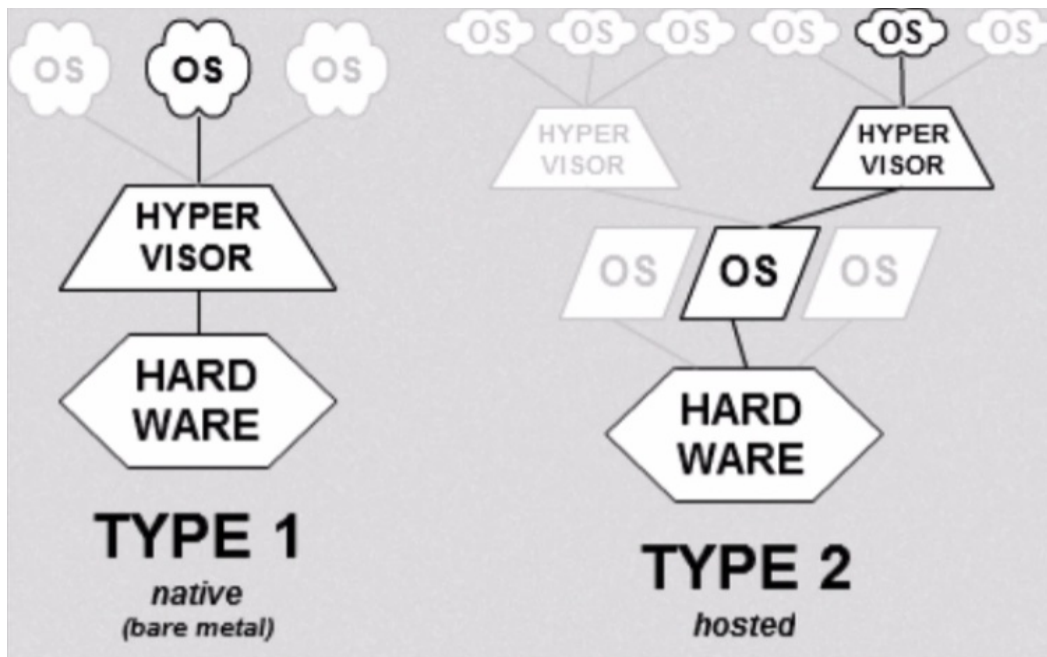 OS OS OS
HYPER
VISOR
HARD
WARE
TYPE 1
native
(bare metal)
OS OS OS OS OS OS
HYPER
VISOR
HYPER
VISOR
OS OS OS
HARD
WARE
TYPE 2
hosted